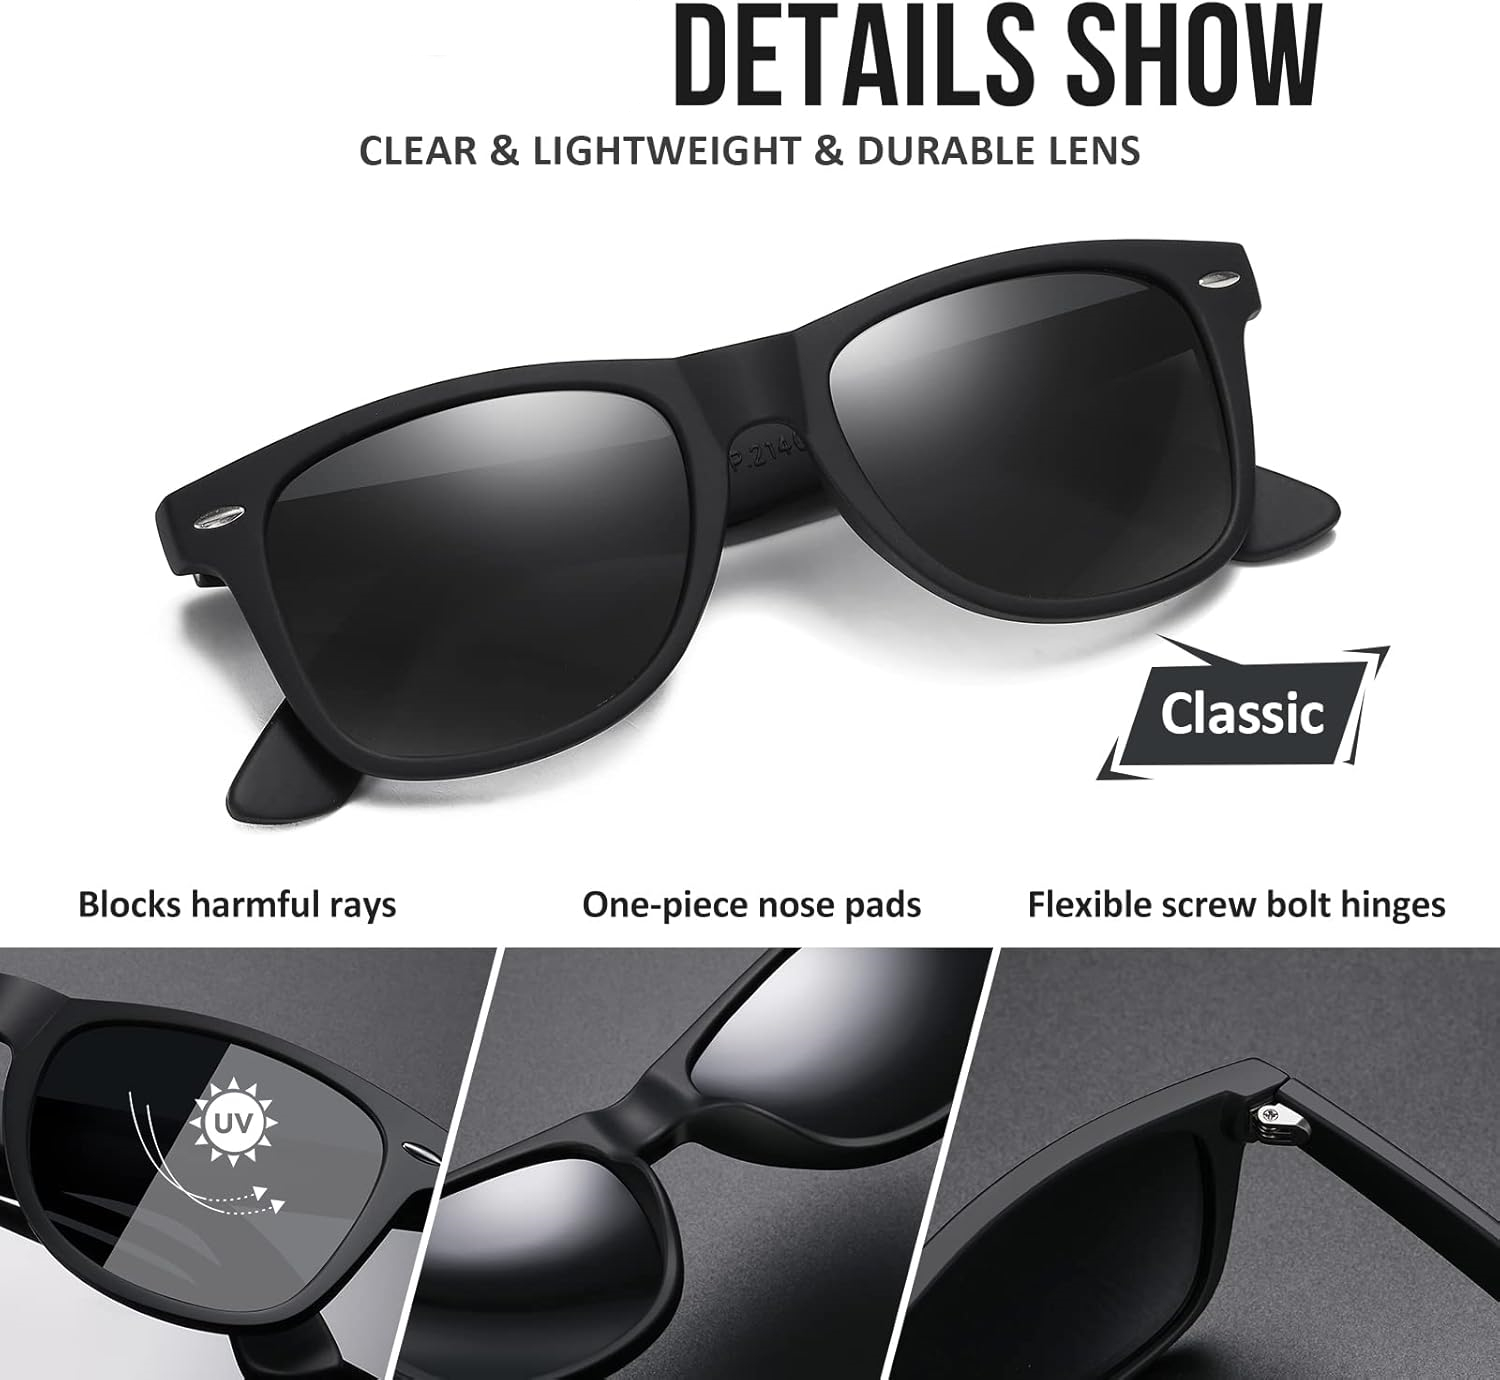 DETAILS SHOW
CLEAR & LIGHTWEIGHT & DURABLE LENS
P.2140
Classic
Blocks harmful rays
One-piece nose pads
Flexible screw bolt hinges
UV